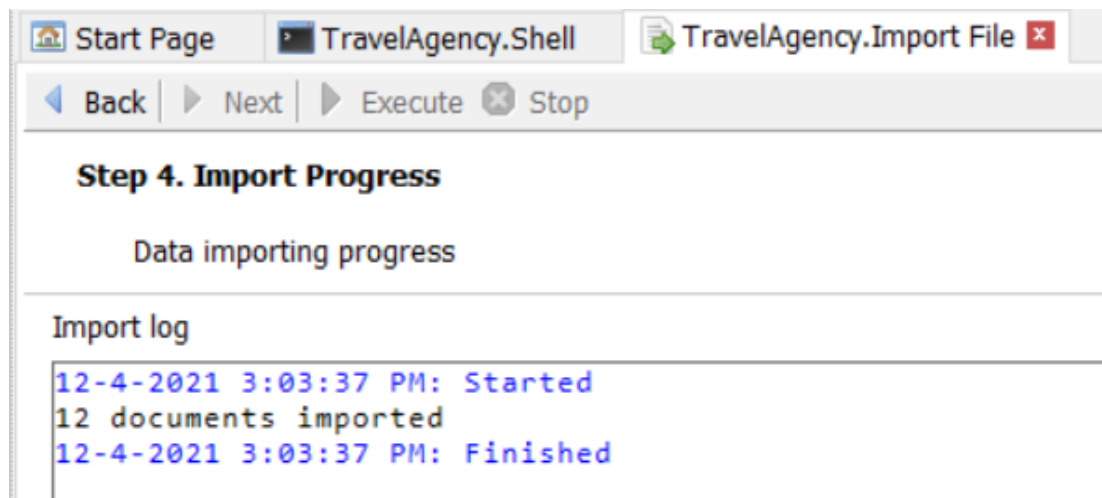 Start Page TravelAgency.Shell TravelAgency.Import File
Back Next Execute Stop
Step 4. Import Progress
Data importing progress
Import log
12-4-2021 3:03:37 PM: Started
12 documents imported
12-4-2021 3:03:37 PM: Finished